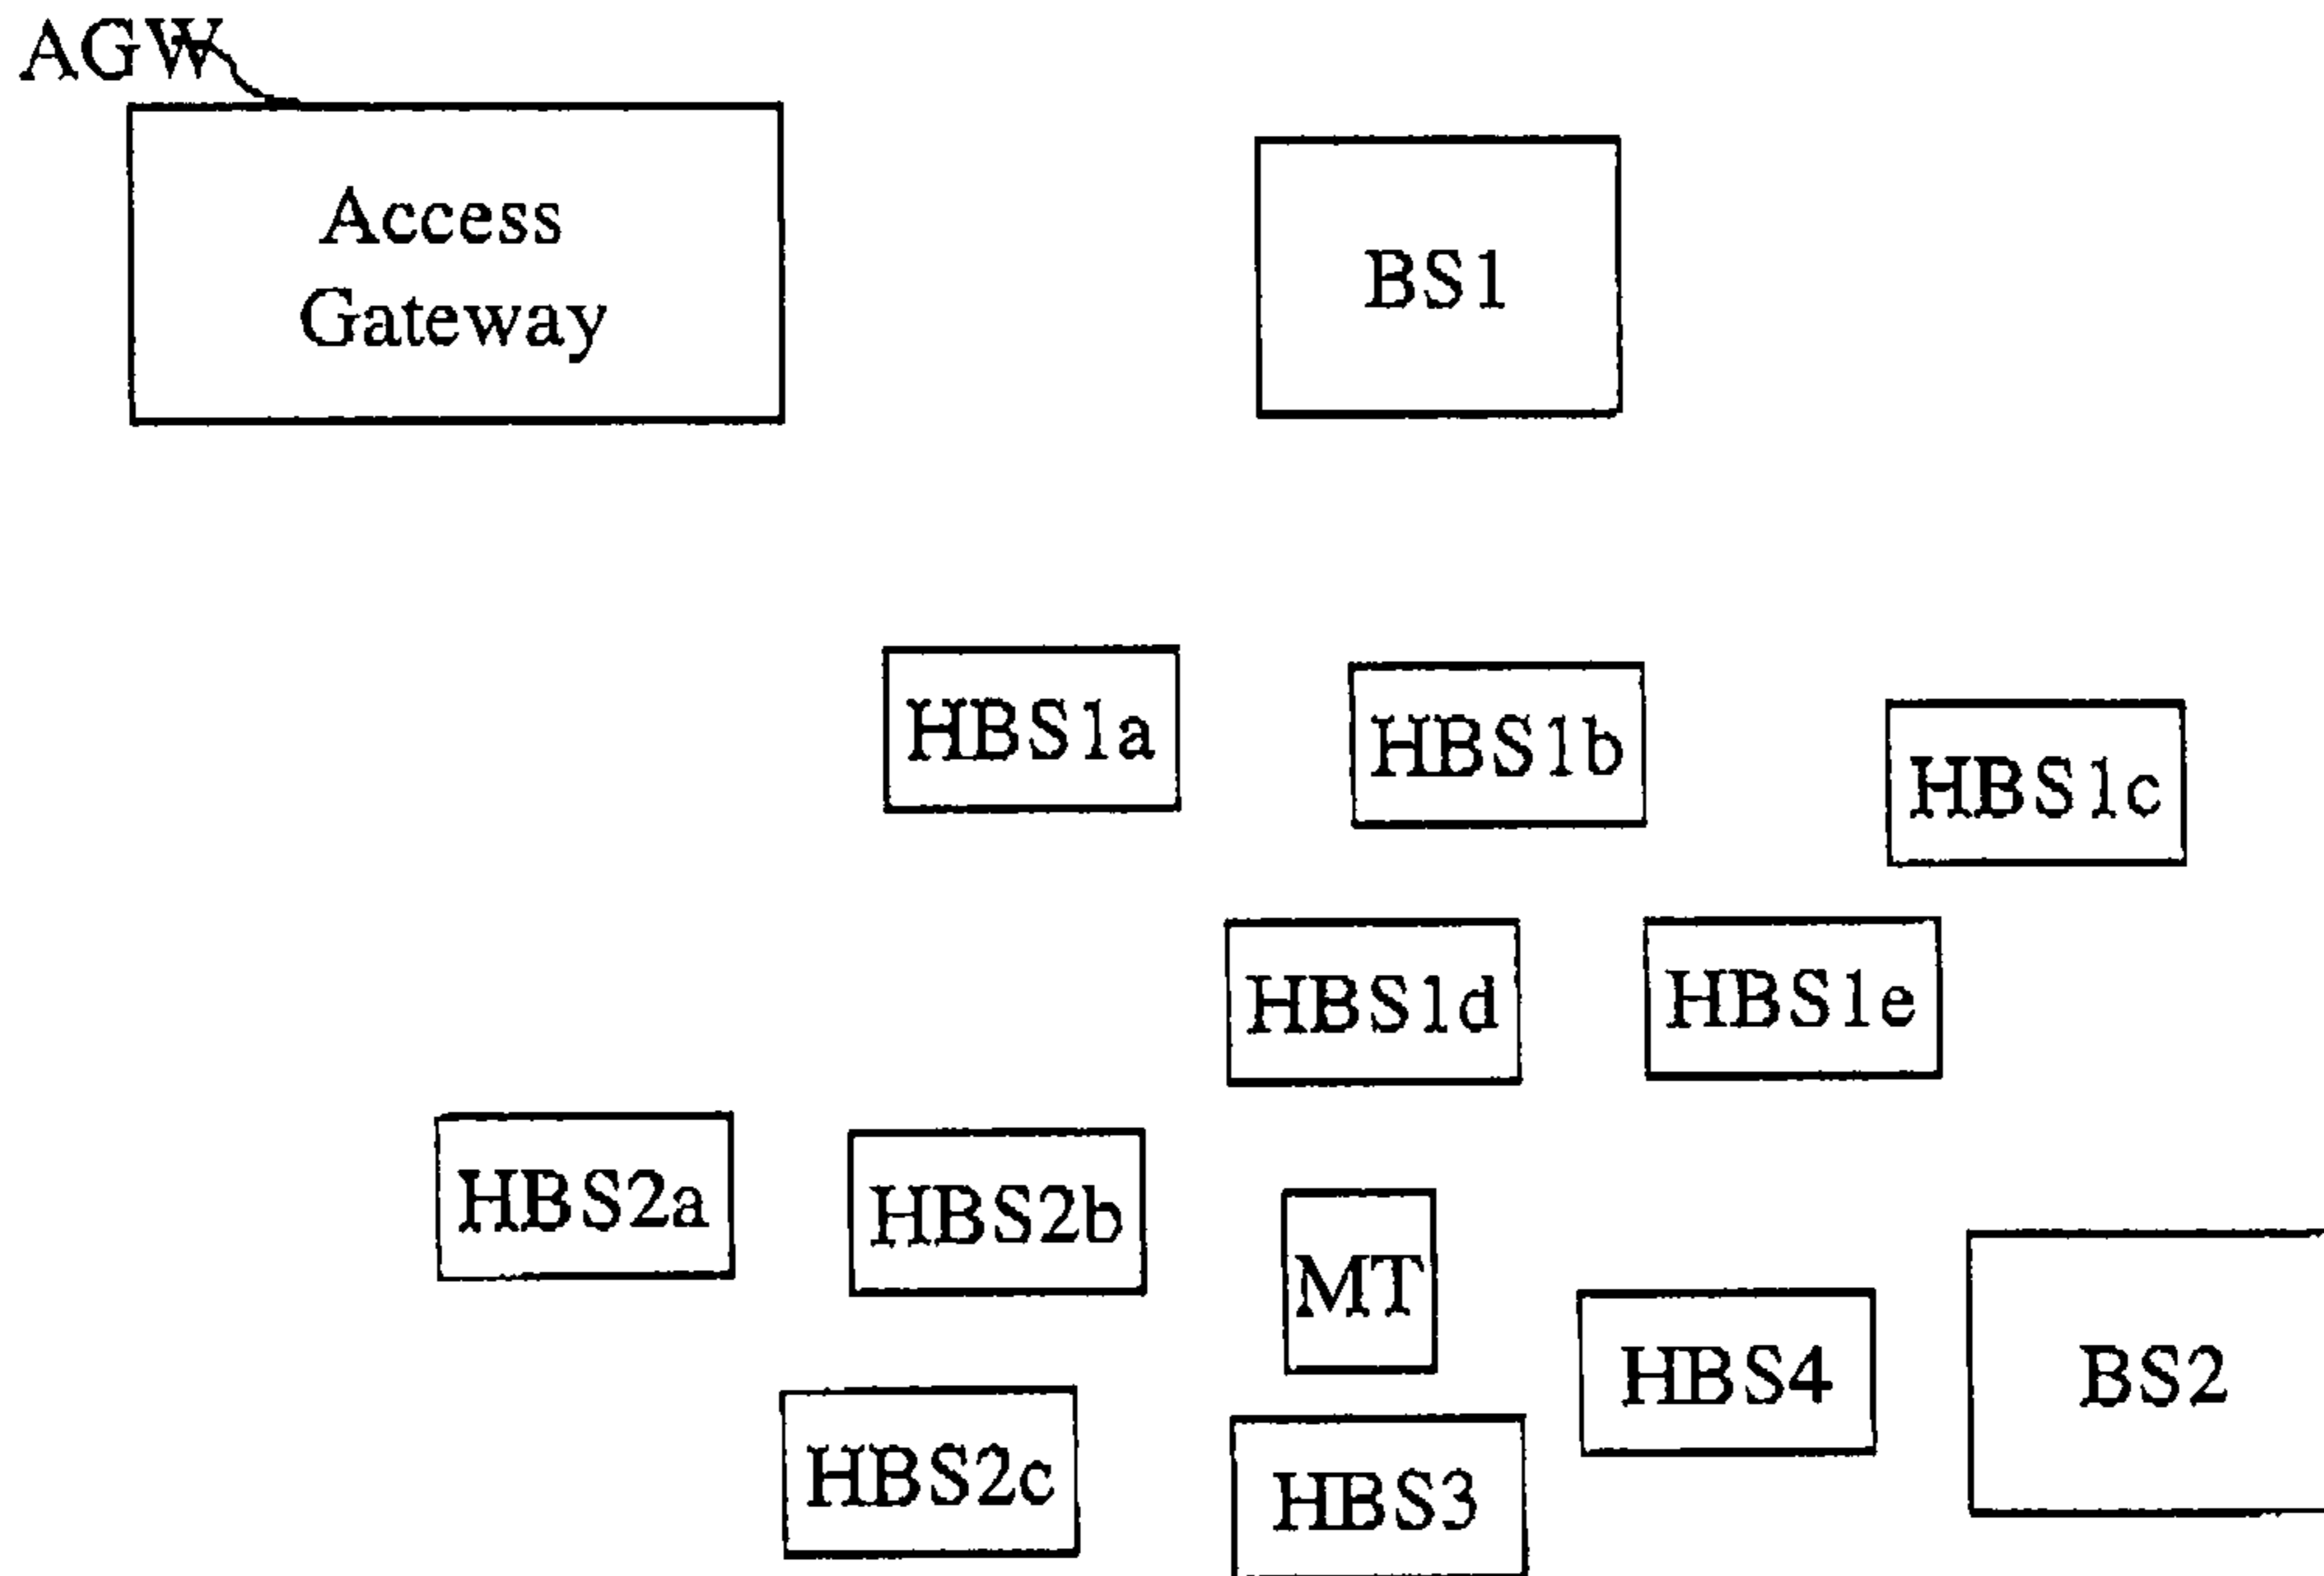 AGW
Access
Gateway
BS1
HBS1a
HBS1b
HBS1c
HBS1d
HBS1e
HBS2a
HBS2b
MT
HBS4
BS2
HBS2c
HBS3